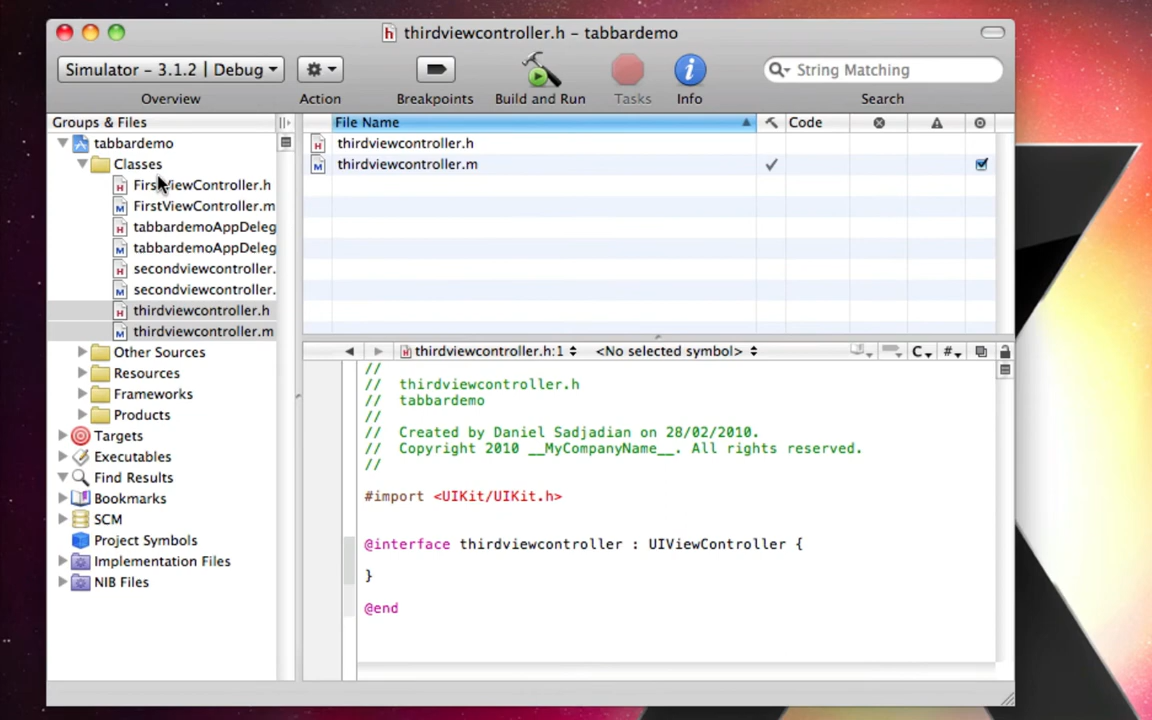 thirdviewcontroller.h – tabbardemo
Simulator – 3.1.2 | Debug
String Matching
Overview
Action
Breakpoints
Build and Run
Tasks
Info
Search
Groups & Files
tabbardemo
Classes
FirstViewController.h
FirstViewController.m
tabbardemoAppDeleg
tabbardemoAppDeleg
secondviewcontroller.
secondviewcontroller.
thirdviewcontroller.h
thirdviewcontroller.m
Other Sources
Resources
Frameworks
Products
Targets
Executables
Find Results
Bookmarks
SCM
Project Symbols
Implementation Files
NIB Files
File Name
Code
thirdviewcontroller.h
thirdviewcontroller.m
thirdviewcontroller.h:1
<No selected symbol>
C
#
//
// thirdviewcontroller.h
// tabbardemo
//
// Created by Daniel Sadjadian on 28/02/2010.
// Copyright 2010 __MyCompanyName__. All rights reserved.
//
#import <UIKit/UIKit.h>
@interface thirdviewcontroller : UIViewController {
}
@end